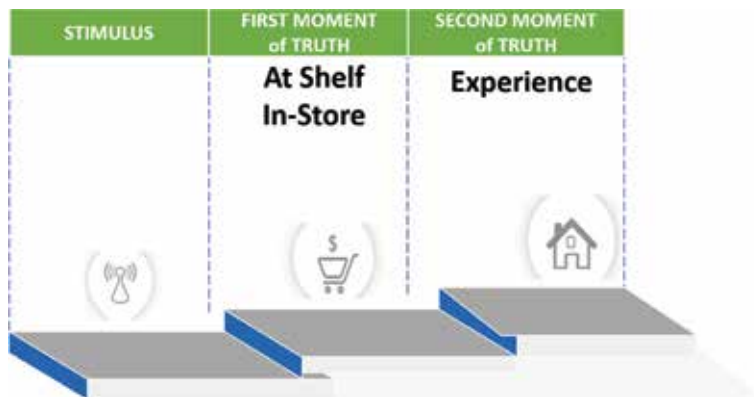 STIMULUS
FIRST MOMENT
of TRUTH
SECOND MOMENT
of TRUTH
At Shelf
In-Store
Experience
$